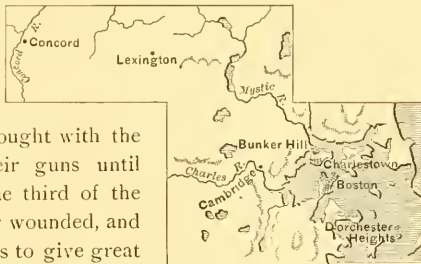 Concord
Concord R.
Lexington
Mystic R.
ought with the
Bunker Hill
eir guns until
Charlestown
e third of the
Charles R.
Boston
Cambridge
r wounded, and
Dorchester
Heights
s to give great